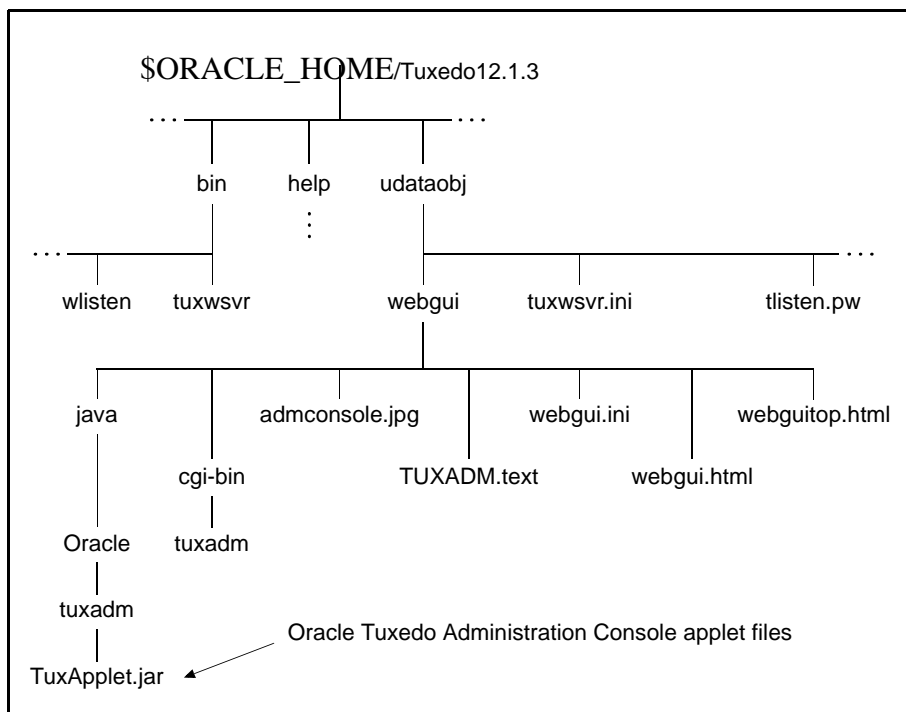 $ORACLE_HOME/Tuxedo12.1.3
... ...
bin help udataobj
...
... ...
wlisten tuxwsvr webgui tuxwsvr.ini tlisten.pw
java admconsole.jpg webgui.ini webguitop.html
cgi-bin TUXADM.text webgui.html
Oracle tuxadm
tuxadm
Oracle Tuxedo Administration Console applet files
TuxApplet.jar